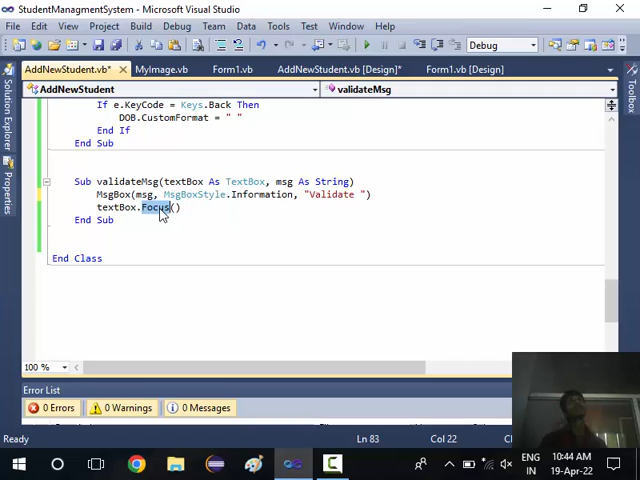 StudentManagmentSystem - Microsoft Visual Studio
File Edit View Project Build Debug Team Data Tools Test Window Help
Debug
AddNewStudent.vb* MyImage.vb Form1.vb AddNewStudent.vb [Design]* Form1.vb [Design]
AddNewStudent validateMsg
Solution Explorer
Properties
Toolbox
If e.KeyCode = Keys.Back Then
DOB.CustomFormat = " "
End If
End Sub
Sub validateMsg(textBox As TextBox, msg As String)
MsgBox(msg, MsgBoxStyle.Information, "Validate ")
textBox.Focus()
End Sub
End Class
100 %
Error List
0 Errors 0 Warnings 0 Messages
Ready Ln 83 Col 22
ENG
IN
10:44 AM
19-Apr-22